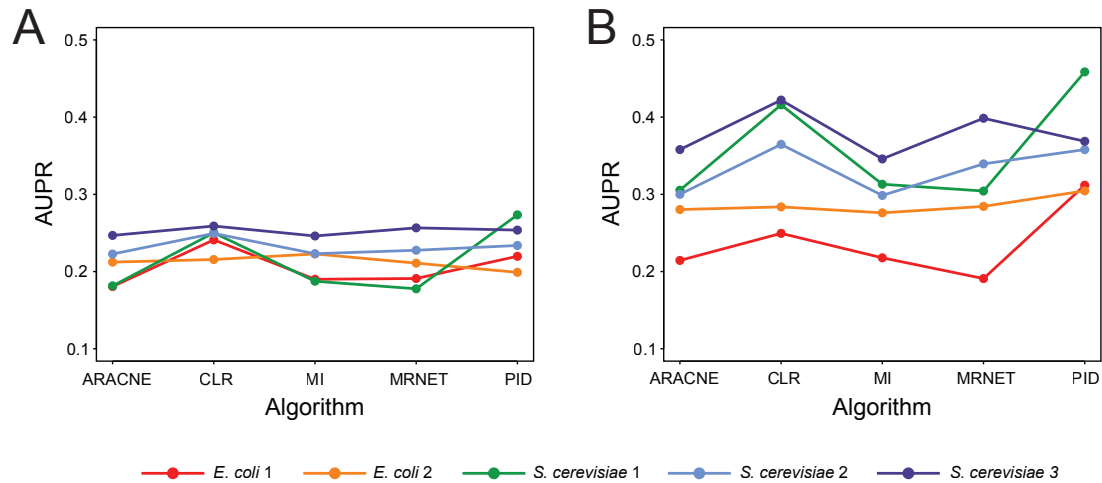 A
0.5
0.4
0.3
0.2
0.1
AUPR
ARACNE CLR MI MRNET PID
Algorithm
B
0.5
0.4
0.3
0.2
0.1
AUPR
ARACNE CLR MI MRNET PID
Algorithm
E. coli 1 E. coli 2 S. cerevisiae 1 S. cerevisiae 2 S. cerevisiae 3